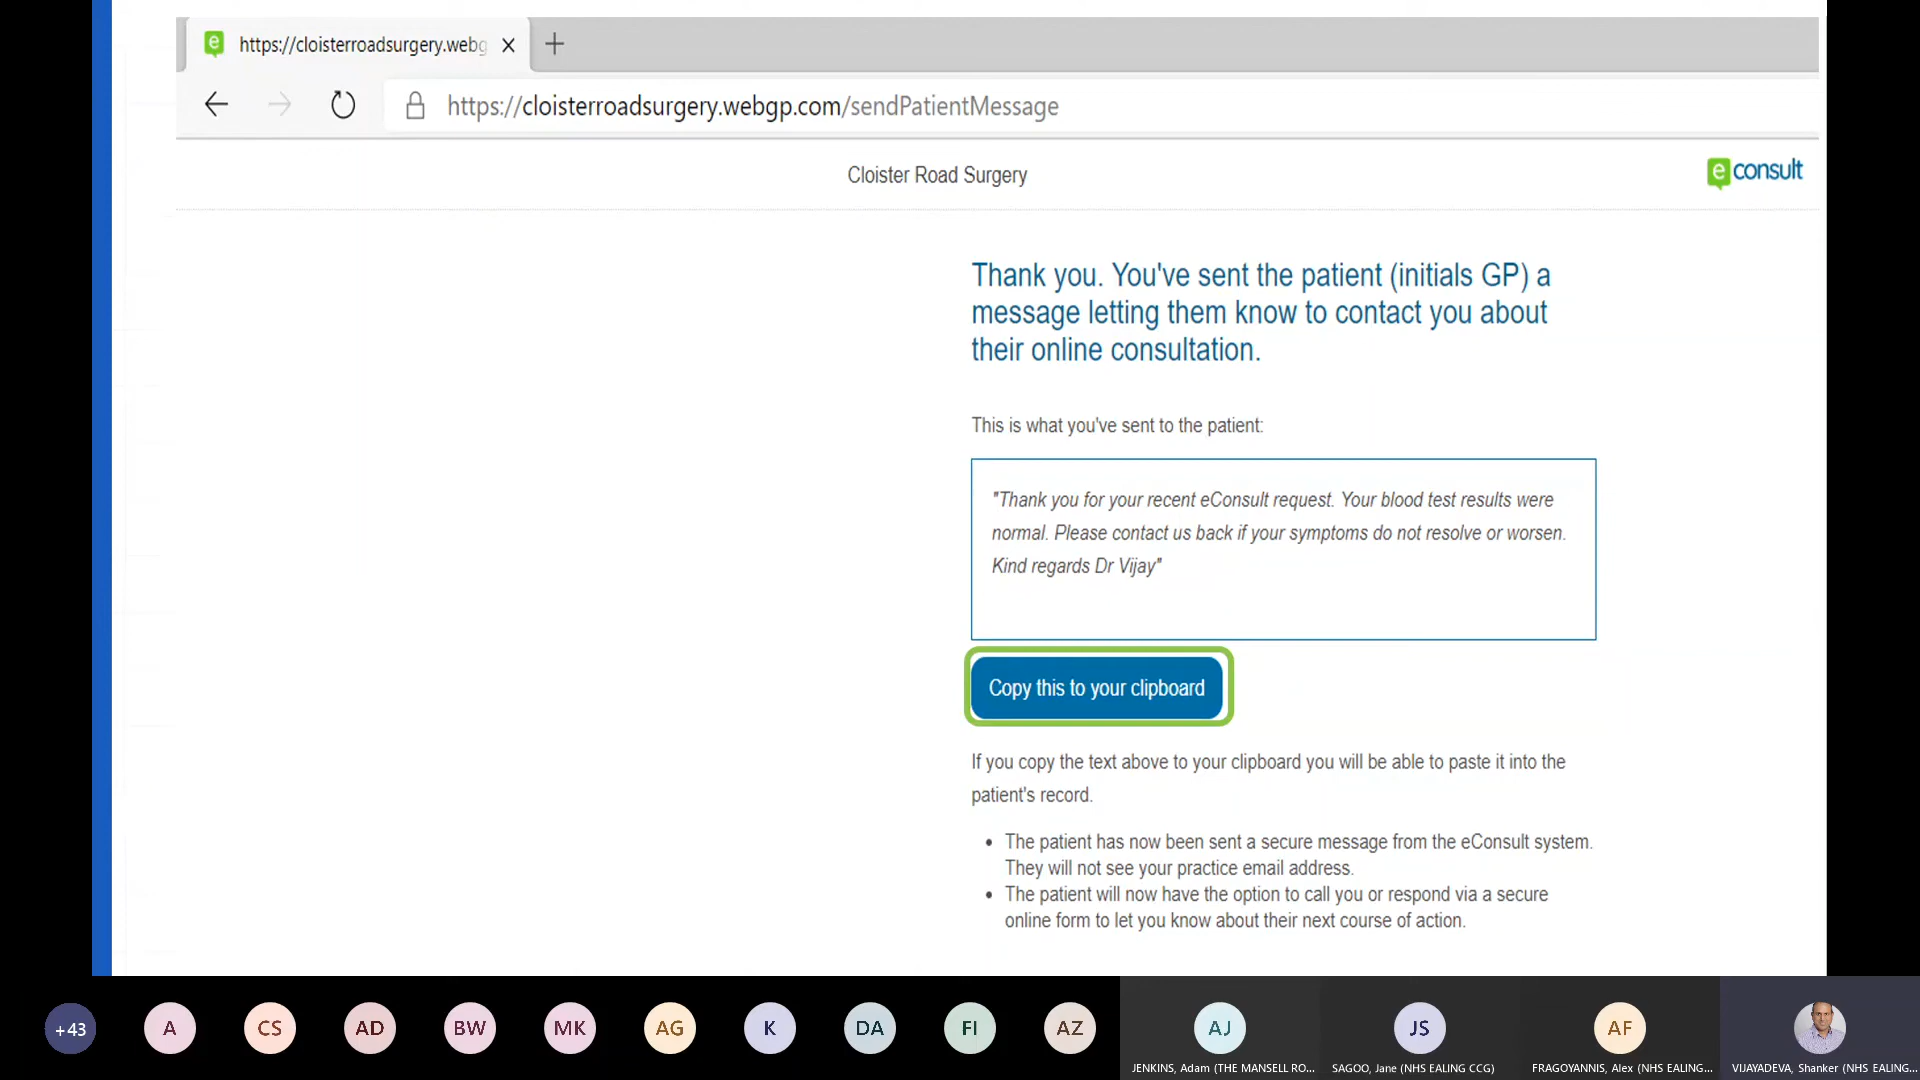 e https://cloisterroadsurgery.webg
https://cloisterroadsurgery.webgp.com/sendPatientMessage
Cloister Road Surgery
e consult
Thank you. You've sent the patient (initials GP) a
message letting them know to contact you about
their online consultation.
This is what you've sent to the patient:
"Thank you for your recent eConsult request. Your blood test results were
normal. Please contact us back if your symptoms do not resolve or worsen.
Kind regards Dr Vijay"
Copy this to your clipboard
If you copy the text above to your clipboard you will be able to paste it into the
patient's record.
• The patient has now been sent a secure message from the eConsult system.
They will not see your practice email address.
• The patient will now have the option to call you or respond via a secure
online form to let you know about their next course of action.
+43 A CS AD BW MK AG K DA FI AZ AJ JS AF
JENKINS, Adam (THE MANSELL RO... SAGOO, Jane (NHS EALING CCG) FRAGOYANNIS, Alex (NHS EALING... VIJAYADEVA, Shanker (NHS EALING...